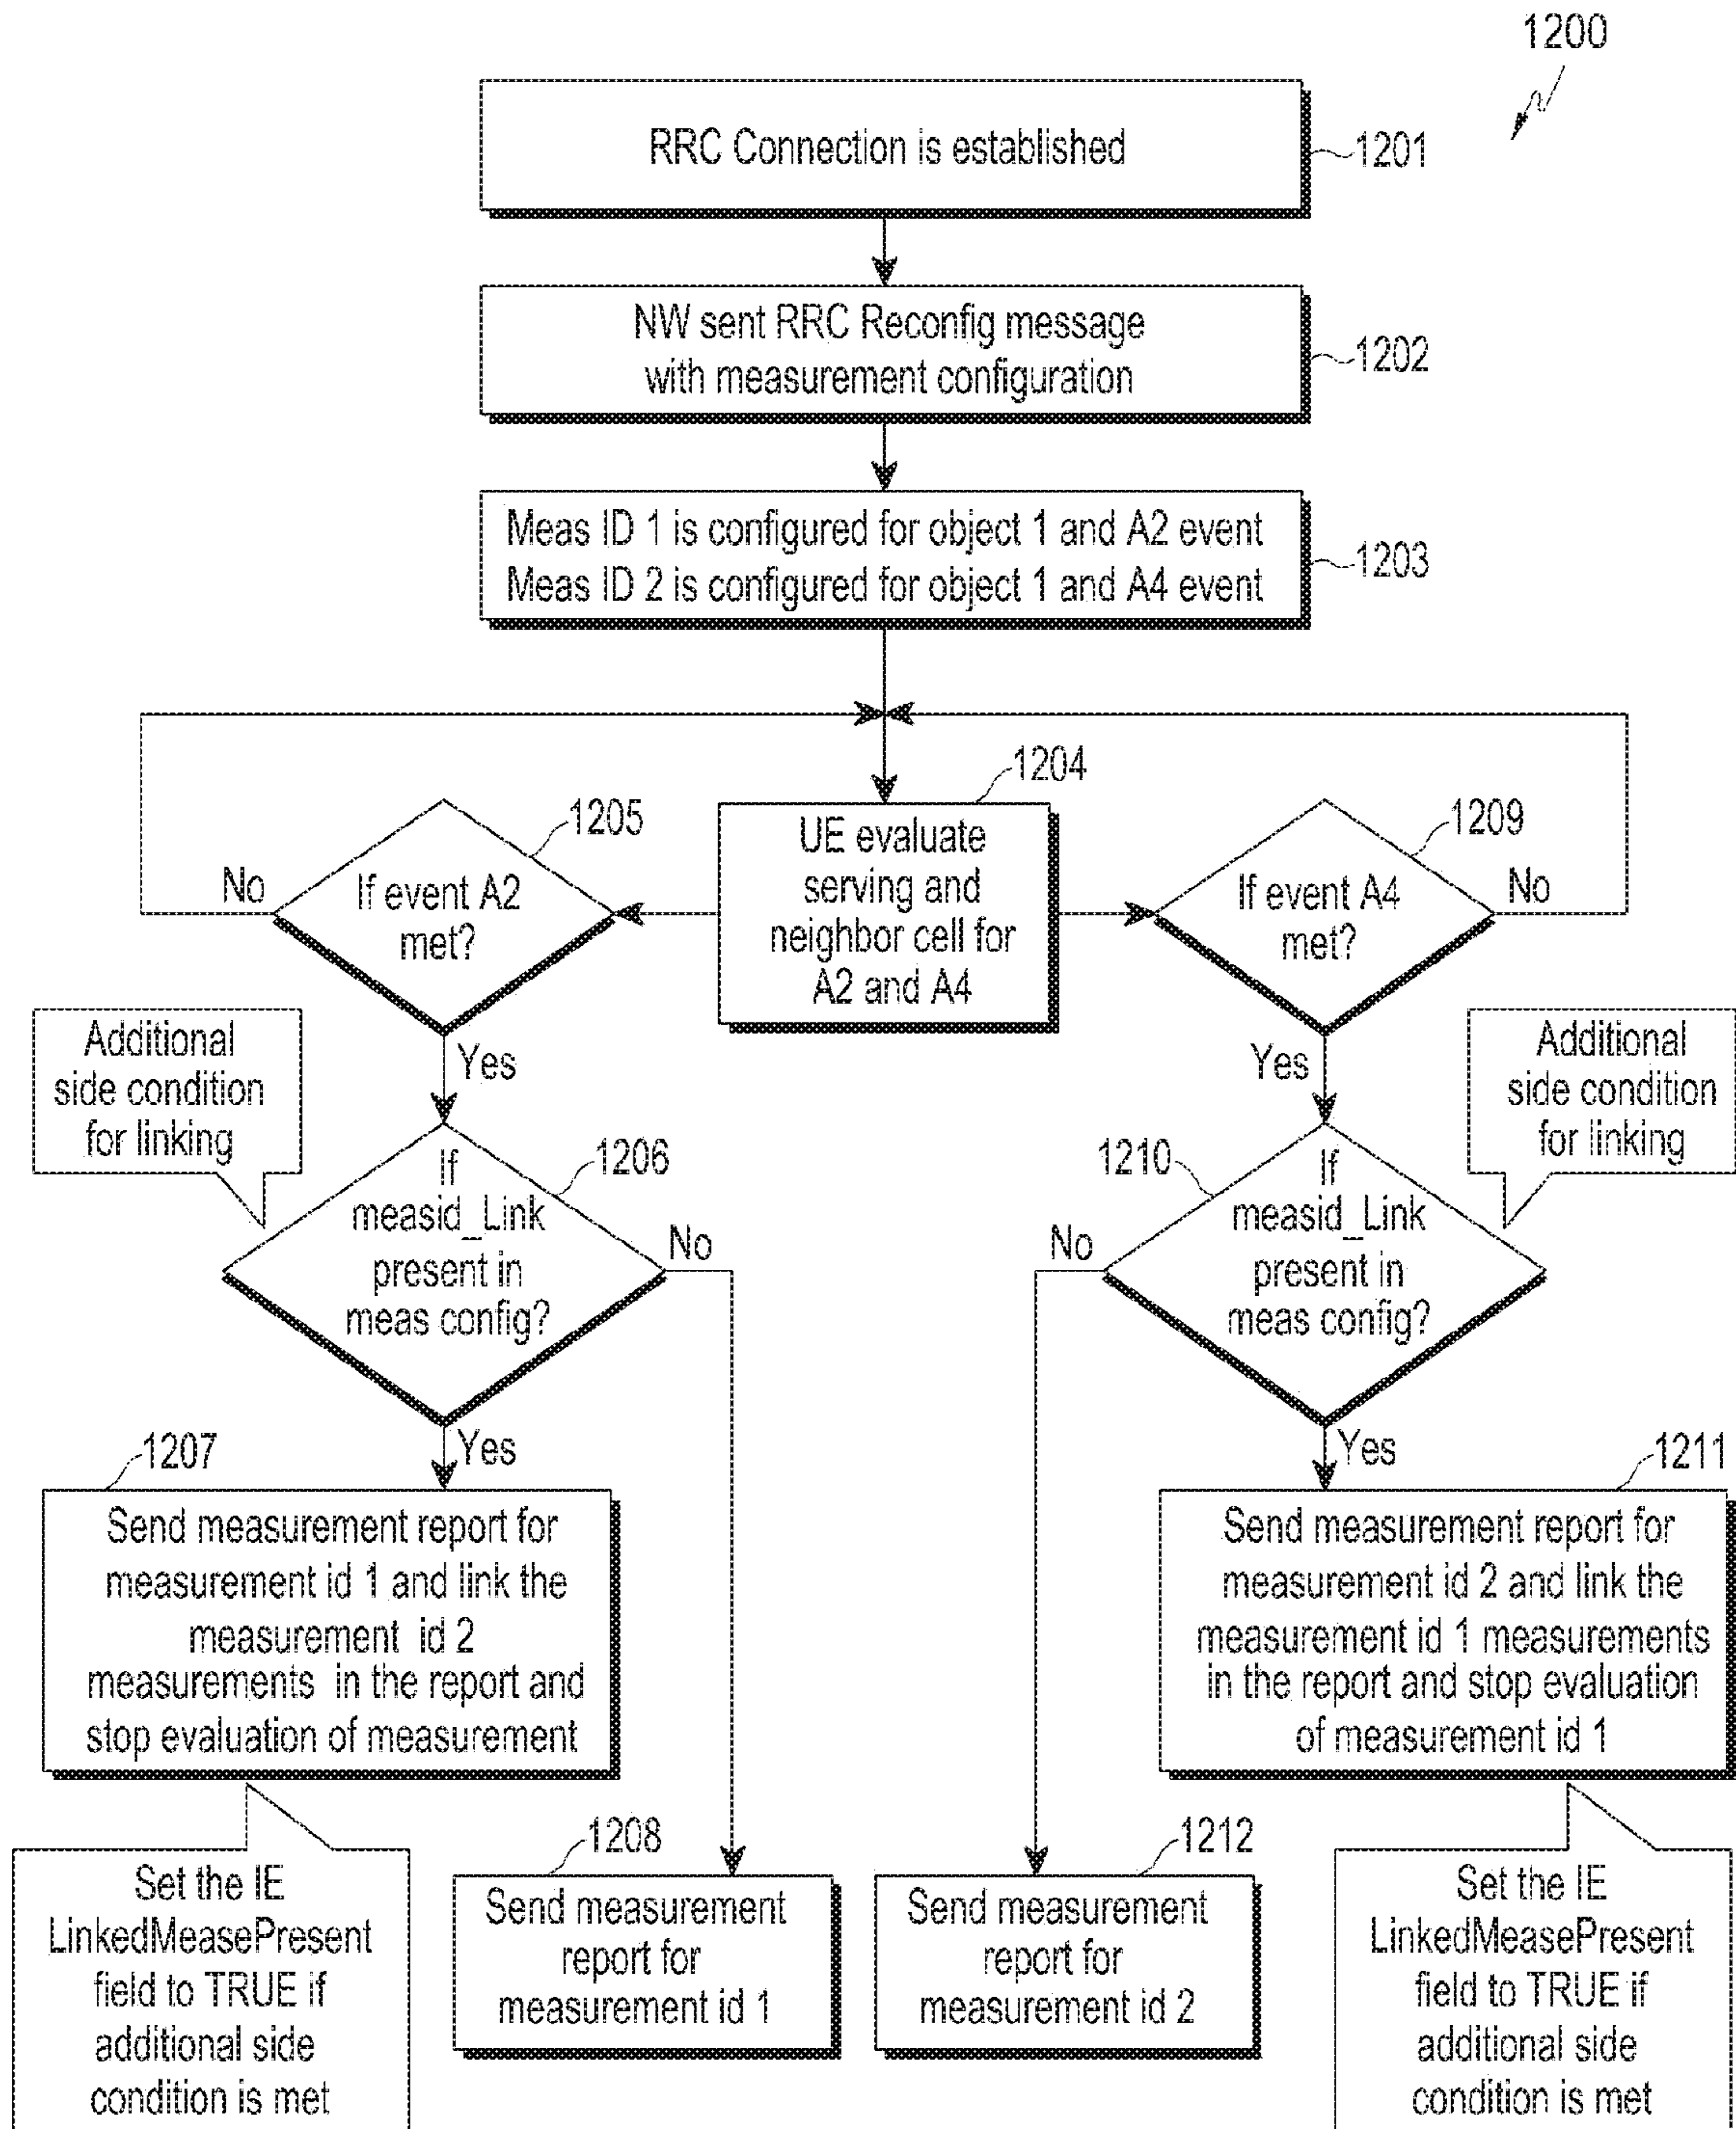 1200
RRC Connection is established
1201
NW sent RRC Reconfig message
with measurement configuration
1202
Meas ID 1 is configured for object 1 and A2 event
Meas ID 2 is configured for object 1 and A4 event
1203
1204
UE evaluate
serving and
neighbor cell for
A2 and A4
1205
No
If event A2
met?
Yes
1209
If event A4
met?
No
Yes
Additional
side condition
for linking
1206
If
measid_Link
present in
meas config?
No
Yes
1210
If
measid_Link
present in
meas config?
No
Yes
Additional
side condition
for linking
1207
Send measurement report for
measurement id 1 and link the
measurement id 2
measurements in the report and
stop evaluation of measurement
1211
Send measurement report for
measurement id 2 and link the
measurement id 1 measurements
in the report and stop evaluation
of measurement id 1
Set the IE
LinkedMeasePresent
field to TRUE if
additional side
condition is met
1208
Send measurement
report for
measurement id 1
1212
Send measurement
report for
measurement id 2
Set the IE
LinkedMeasePresent
field to TRUE if
additional side
condition is met